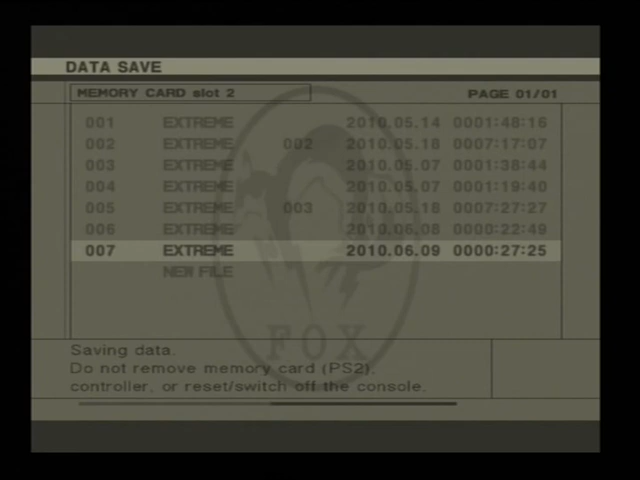 DATA SAVE
MEMORY CARD slot 2 PAGE 01/01
001 EXTREME 2010.05.14 0001:48:16
002 EXTREME 002 2010.05.16 0007:17:07
003 EXTREME 2010.05.07 0001:38:44
004 EXTREME 2010.05.07 0001:19:40
005 EXTREME 003 2010.05.18 0007:27:27
006 EXTREME 2010.06.08 0000:22:49
007 EXTREME 2010.06.09 0000:27:25
NEW FILE
FOX
Saving data.
Do not remove memory card (PS2),
controller, or reset/switch off the console.